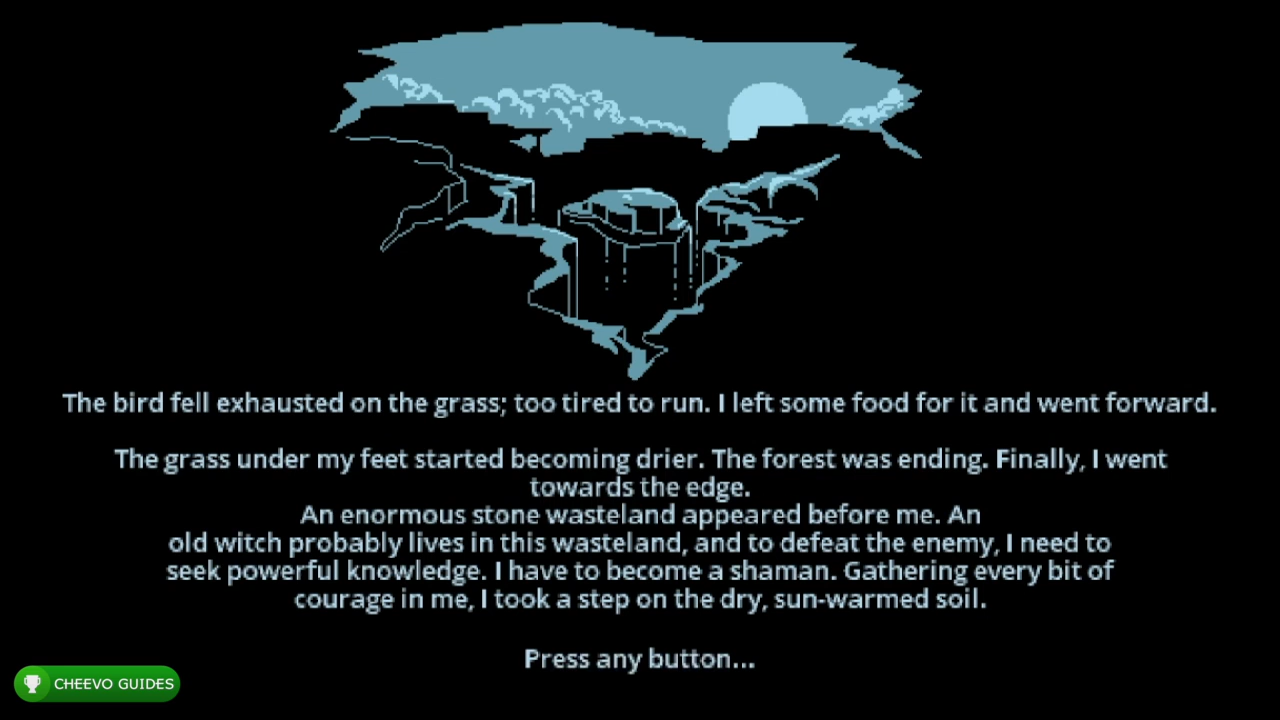 The bird fell exhausted on the grass; too tired to run. I left some food for it and went forward.
The grass under my feet started becoming drier. The forest was ending. Finally, I went
towards the edge.
An enormous stone wasteland appeared before me. An
old witch probably lives in this wasteland, and to defeat the enemy, I need to
seek powerful knowledge. I have to become a shaman. Gathering every bit of
courage in me, I took a step on the dry, sun-warmed soil.
Press any button...
CHEEVO GUIDES